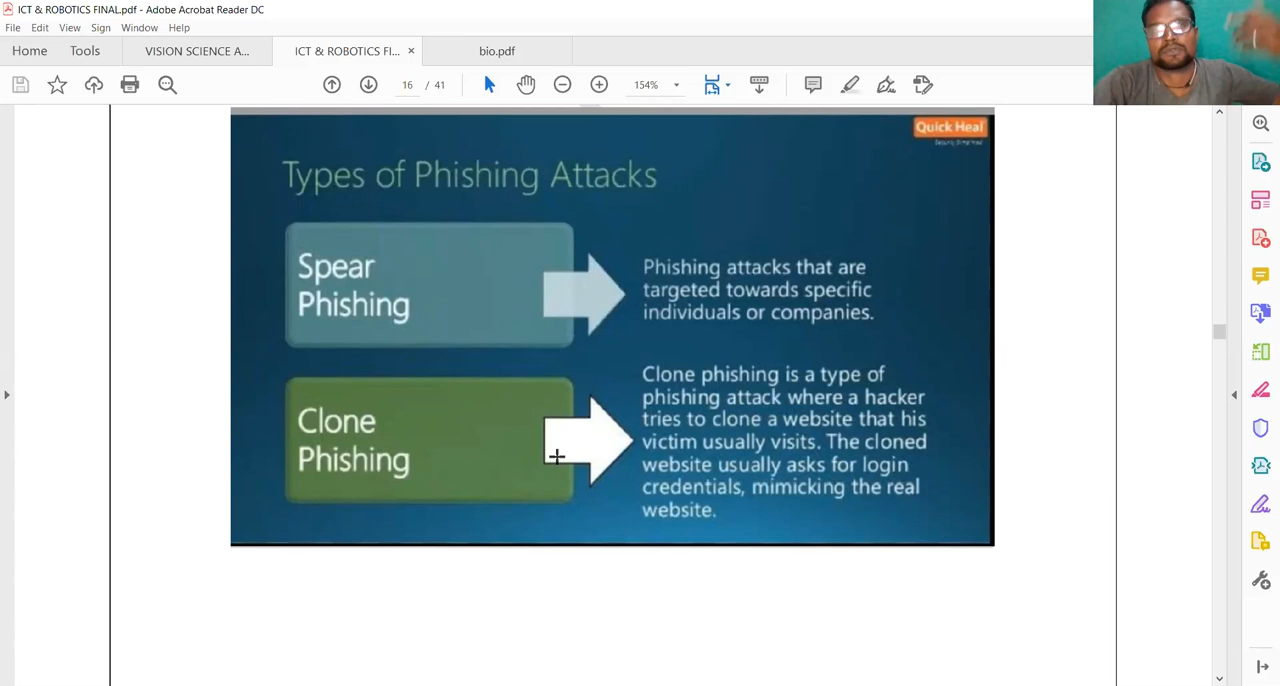 ICT & ROBOTICS FINAL.pdf - Adobe Acrobat Reader DC
File Edit View Sign Window Help
Home Tools VISION SCIENCE A... ICT & ROBOTICS FI... × bio.pdf
16 / 41 154%
Quick Heal
Security Simplified
Types of Phishing Attacks
Spear
Phishing
Phishing attacks that are
targeted towards specific
individuals or companies.
Clone
Phishing
Clone phishing is a type of
phishing attack where a hacker
tries to clone a website that his
victim usually visits. The cloned
website usually asks for login
credentials, mimicking the real
website.